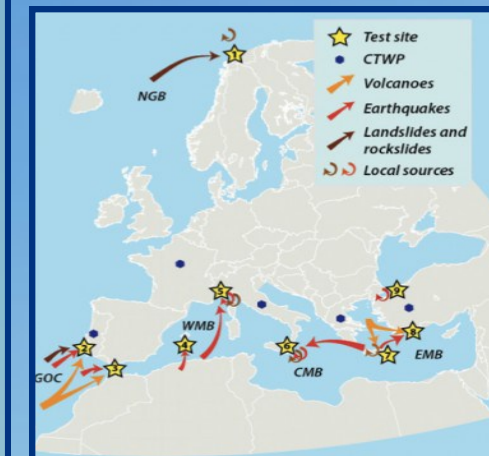 1
NGB
Test site
CTWP
Volcanoes
Earthquakes
Landslides and
rockslides
Local sources
5
9
WMB
2
4
6
8
GOC
3
7
EMB
CMB